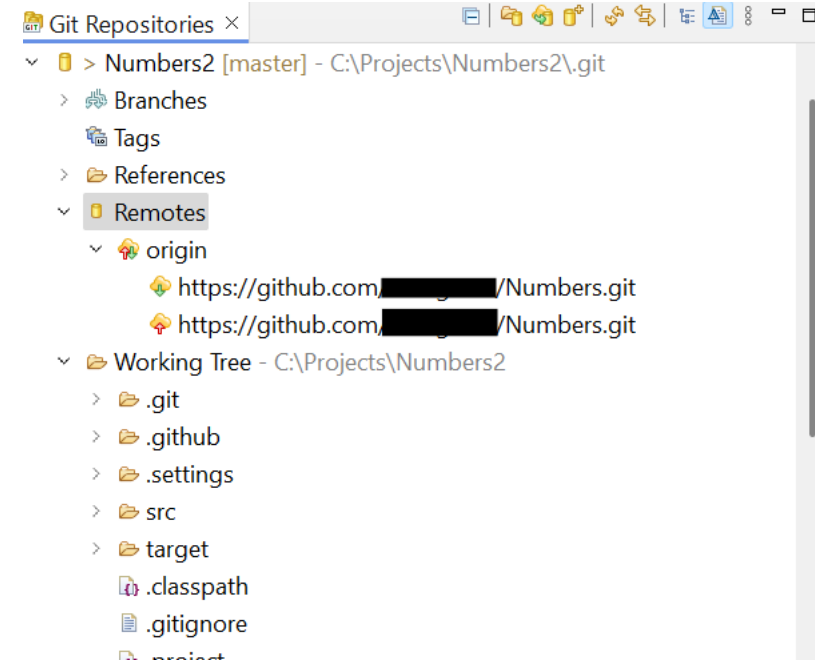 Git Repositories
> Numbers2 [master] - C:\Projects\Numbers2\.git
Branches
Tags
References
Remotes
origin
https://github.com/ /Numbers.git
https://github.com/ /Numbers.git
Working Tree - C:\Projects\Numbers2
.git
.github
.settings
src
target
.classpath
.gitignore
.project